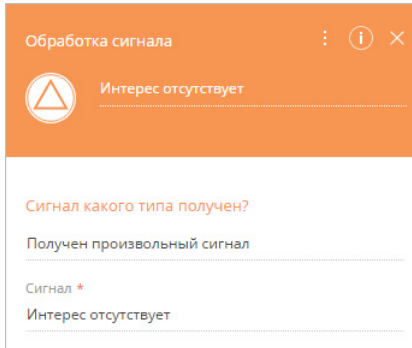 Обработка сигнала
Интерес отсутствует
Сигнал какого типа получен?
Получен произвольный сигнал
Сигнал *
Интерес отсутствует